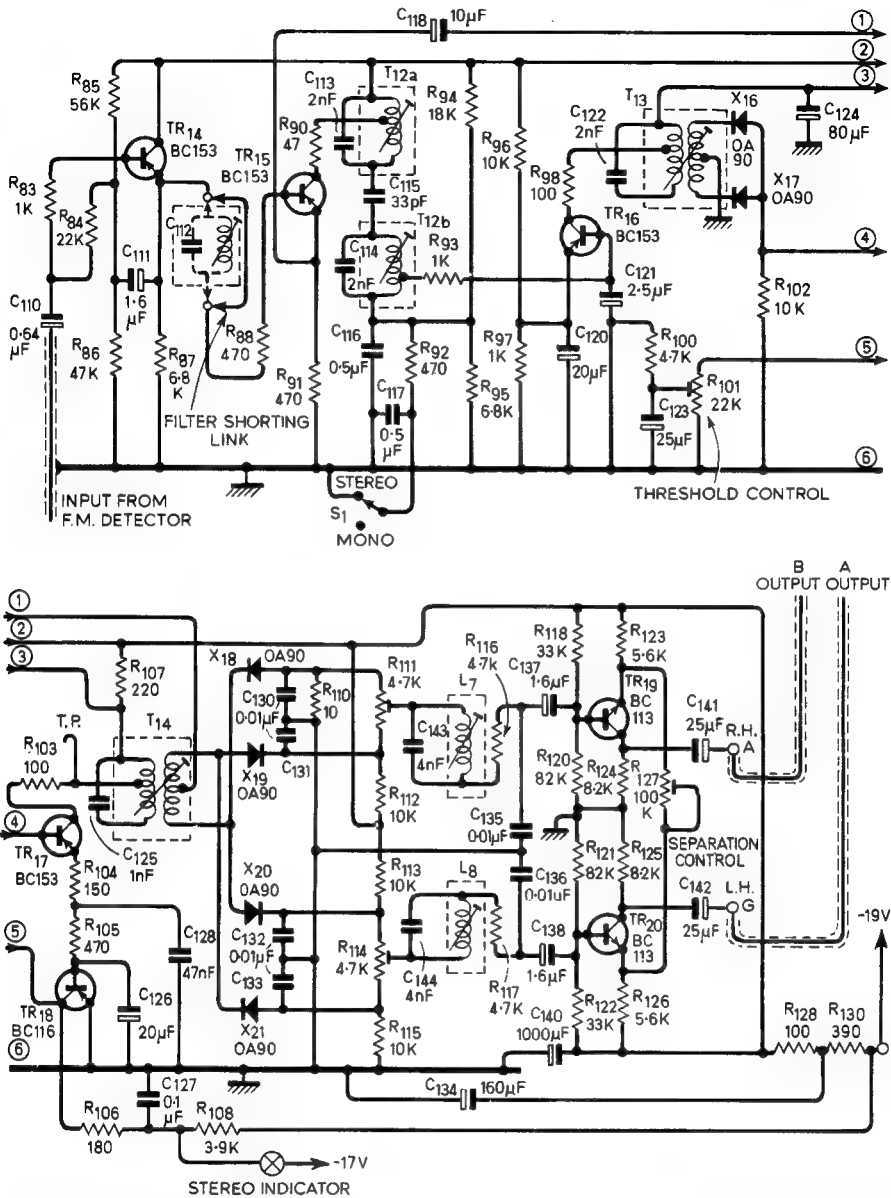 C118
10µF
①
②
③
R85
56K
TR14
BC153
R83
1K
R84
22K
C111
1·6
µF
C110
0·64
µF
R86
47K
R87
6·8
K
C112
FILTER SHORTING
LINK
INPUT FROM
F.M. DETECTOR
TR15
BC153
R88
470
R90
47
R91
470
C113
2nF
T12a
C115
33pF
T12b
C114
2nF
R93
1K
C116
0·5µF
R92
470
C117
0·5
µF
STEREO
S1
MONO
R94
18K
R95
6·8K
R96
10K
R97
1K
R98
100
TR16
BC153
C120
20µF
C121
2·5µF
C122
2nF
T13
X16
OA
90
X17
OA90
C124
80µF
④
R102
10K
R100
4·7K
C123
25µF
R101
22K
⑤
⑥
THRESHOLD CONTROL
B A
OUTPUT OUTPUT
①
②
③
R107
220
T.P.
T14
R103
100
④
TR17
BC153
C125
1nF
R104
150
R105
470
⑤
TR18
BC116
C126
20µF
C128
47nF
⑥
C127
0·1
µF
R106
180
R108
3·9K
STEREO INDICATOR
-17V
X18
OA90
C130
0·01µF
C131
R110
10
X19
OA90
X20
OA90
C132
0·01µF
C133
X21
OA90
R111
4·7K
R112
10K
R113
10K
R114
4·7K
R115
10K
C134
160µF
C143
4nF
L7
R116
4·7K
C137
1·6µF
C135
0·01µF
C136
0·01uF
L8
C144
4nF
R117
4·7K
C138
1·6µF
R118
33K
R120
82K
R121
82K
R122
33K
C140
1000µF
R123
5·6K
TR19
BC
113
R124
8·2K
R125
8·2K
TR20
BC
113
R126
5·6K
R127
100
K
SEPARATION
CONTROL
C141
25µF
R.H.
A
C142
25µF
L.H.
G
-19V
R128
100
R130
390